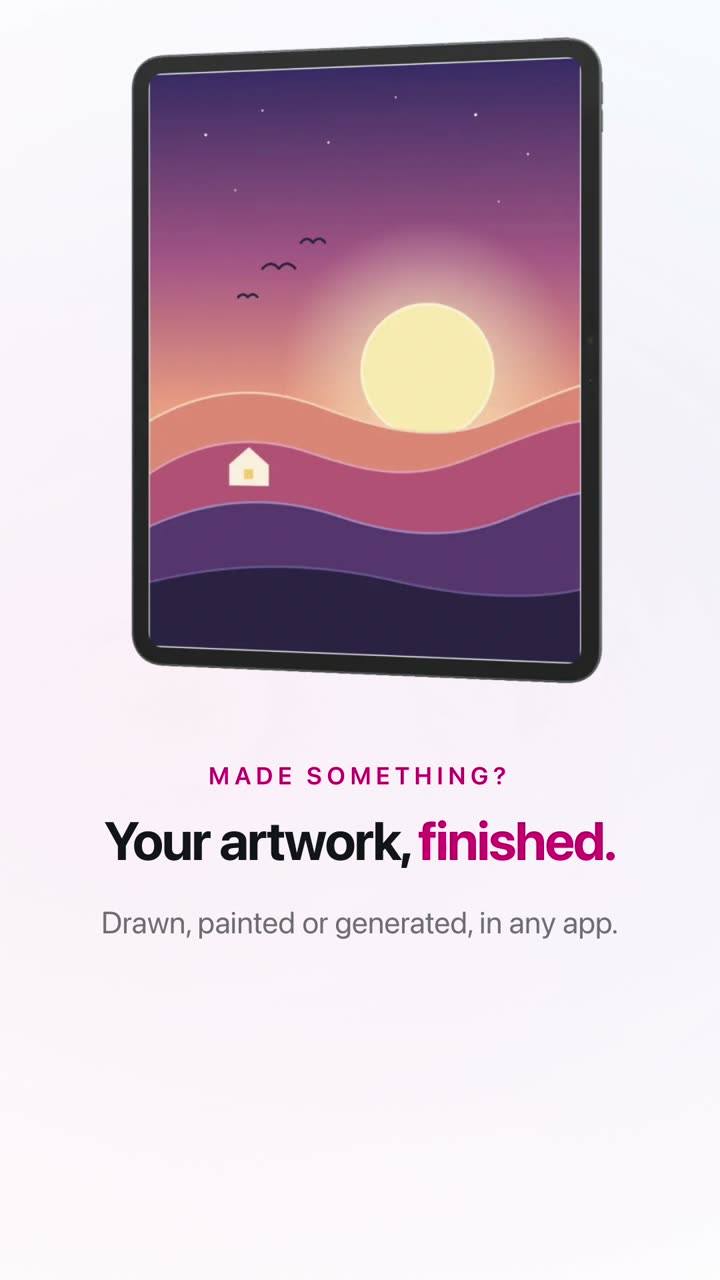 MADE SOMETHING?
Your artwork, finished.
Drawn, painted or generated, in any app.